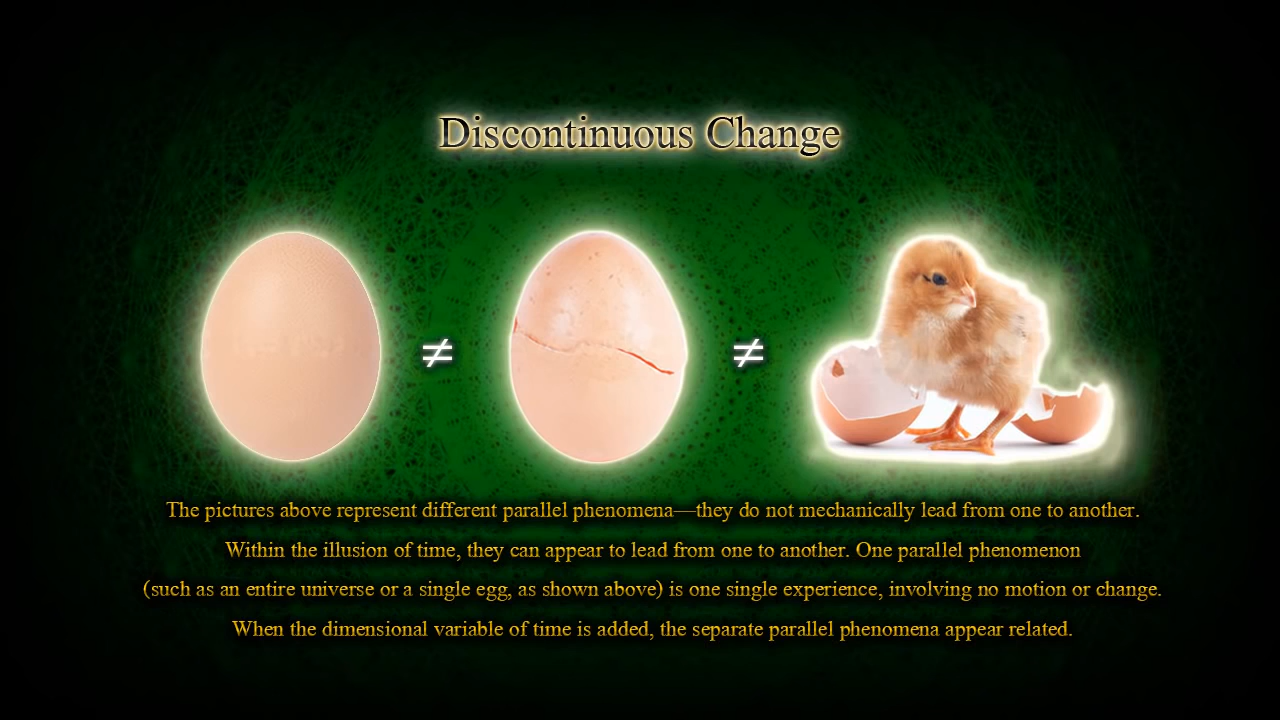 Discontinuous Change
≠ ≠
The pictures above represent different parallel phenomena—they do not mechanically lead from one to another.
Within the illusion of time, they can appear to lead from one to another. One parallel phenomenon
(such as an entire universe or a single egg, as shown above) is one single experience, involving no motion or change.
When the dimensional variable of time is added, the separate parallel phenomena appear related.